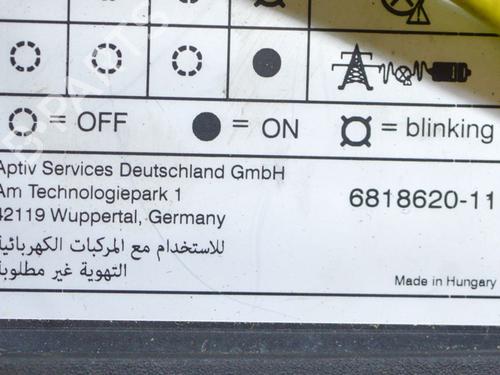 = OFF = ON = blinking
Aptiv Services Deutschland GmbH
Am Technologiepark 1
42119 Wuppertal, Germany
6818620-11
للاستخدام مع المركبات الكهربائية
التهوية غير مطلوبة
Made in Hungary
B-PARTS